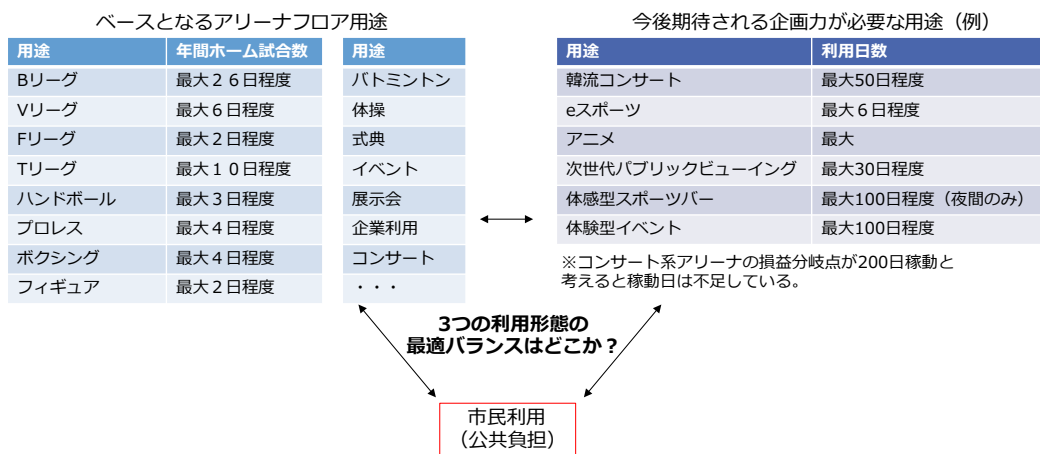 ベースとなるアリーナフロア用途
用途 年間ホーム試合数
Bリーグ 最大２６日程度
Vリーグ 最大６日程度
Fリーグ 最大２日程度
Tリーグ 最大１０日程度
ハンドボール 最大３日程度
プロレス 最大４日程度
ボクシング 最大４日程度
フィギュア 最大２日程度
用途
バトミントン
体操
式典
イベント
展示会
企業利用
コンサート
・・・
今後期待される企画力が必要な用途（例）
用途 利用日数
韓流コンサート 最大50日程度
eスポーツ 最大６日程度
アニメ 最大
次世代パブリックビューイング 最大30日程度
体感型スポーツバー 最大100日程度（夜間のみ）
体験型イベント 最大100日程度
※コンサート系アリーナの損益分岐点が200日稼動と
考えると稼動日は不足している。
3つの利用形態の
最適バランスはどこか？
市民利用
（公共負担）